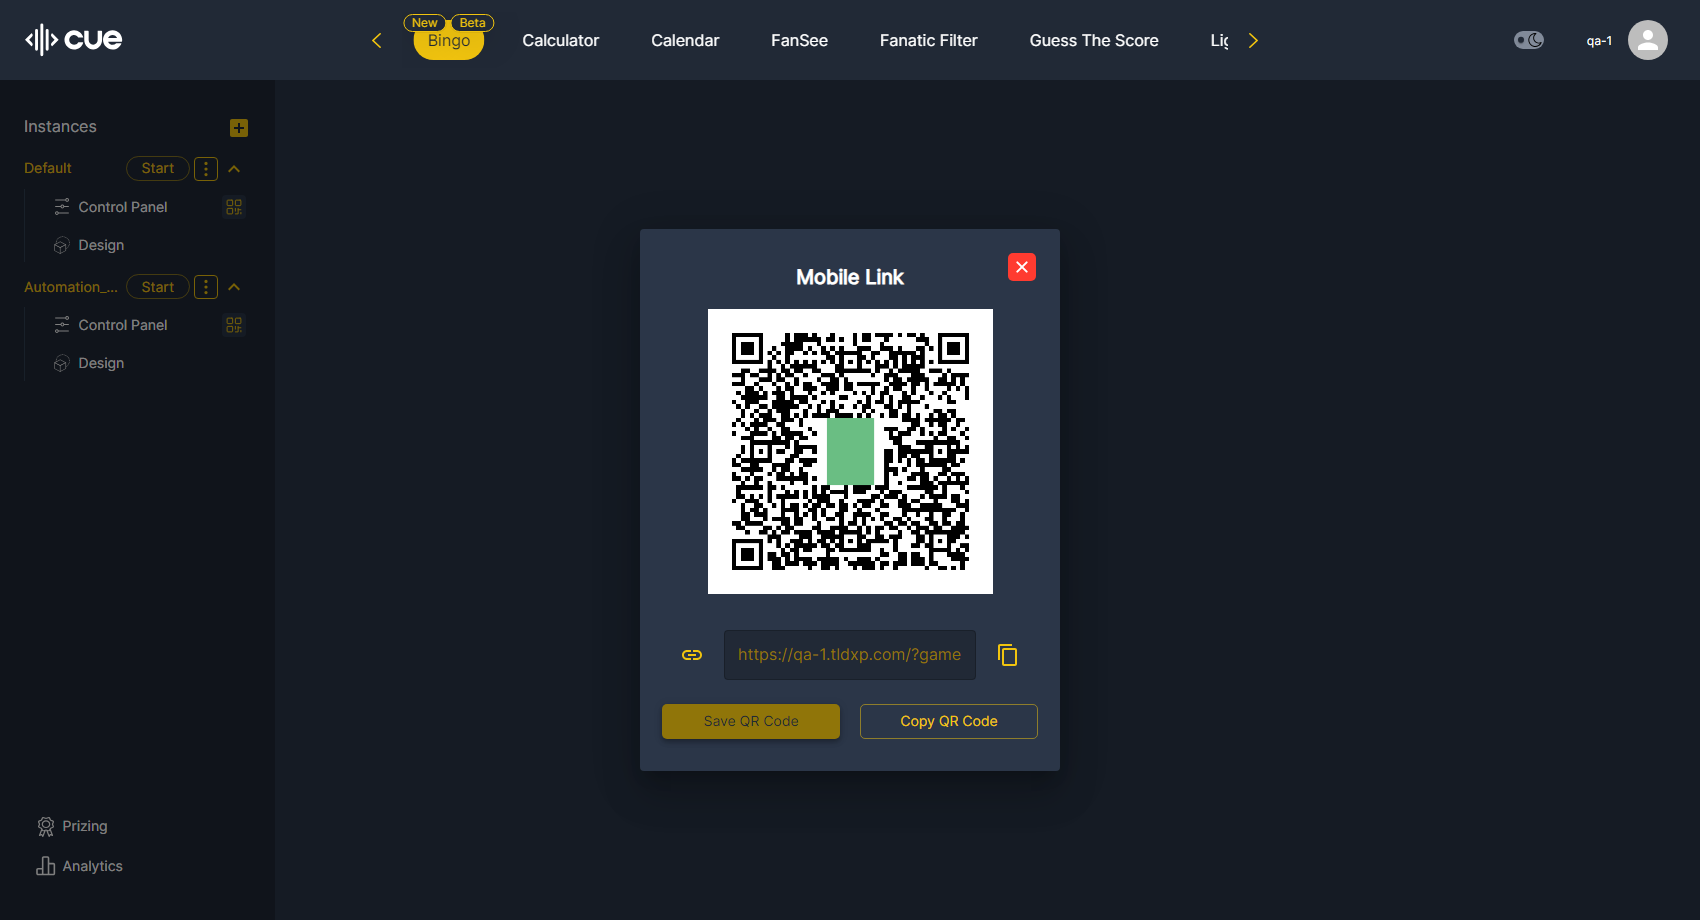 cue
New Beta
Bingo Calculator Calendar FanSee Fanatic Filter Guess The Score Lig
qa-1
Instances
Default Start
Control Panel
Design
Automation_... Start
Control Panel
Design
Prizing
Analytics
Mobile Link
https://qa-1.tldxp.com/?game
Save QR Code Copy QR Code